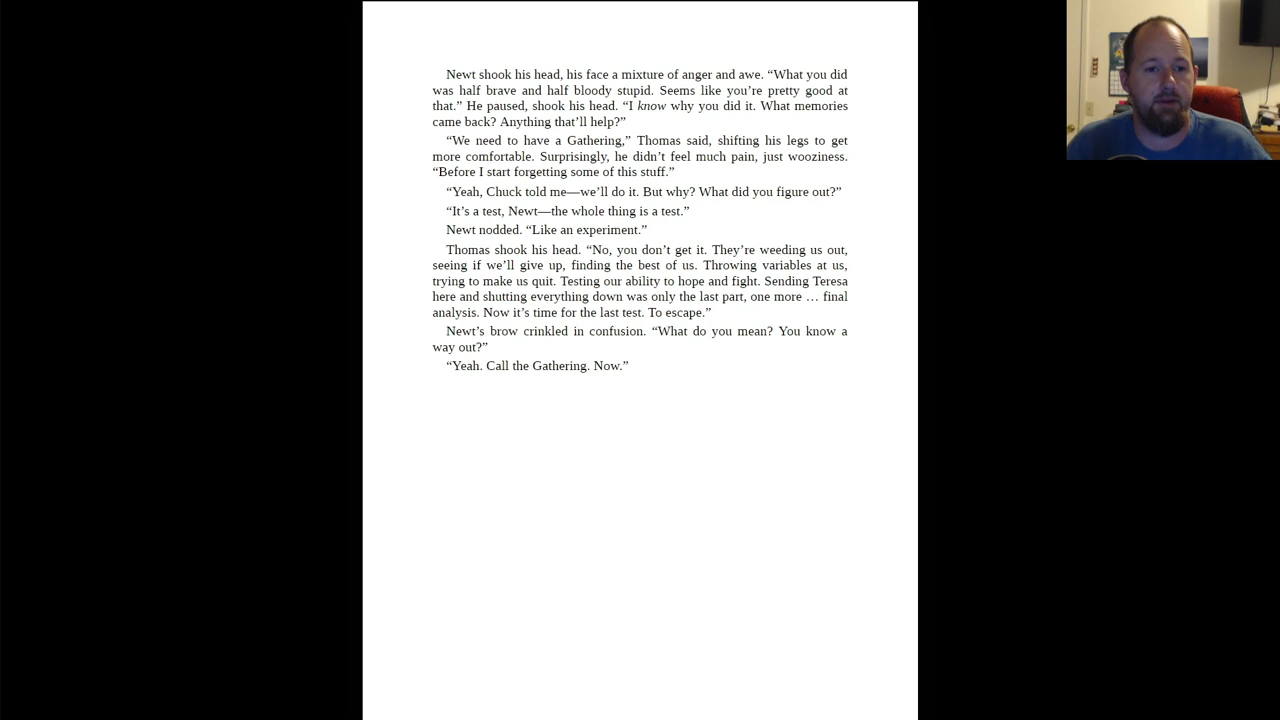 Newt shook his head, his face a mixture of anger and awe. “What you did
was half brave and half bloody stupid. Seems like you’re pretty good at
that.” He paused, shook his head. “I know why you did it. What memories
came back? Anything that’ll help?”
“We need to have a Gathering,” Thomas said, shifting his legs to get
more comfortable. Surprisingly, he didn’t feel much pain, just wooziness.
“Before I start forgetting some of this stuff.”
“Yeah, Chuck told me—we’ll do it. But why? What did you figure out?”
“It’s a test, Newt—the whole thing is a test.”
Newt nodded. “Like an experiment.”
Thomas shook his head. “No, you don’t get it. They’re weeding us out,
seeing if we’ll give up, finding the best of us. Throwing variables at us,
trying to make us quit. Testing our ability to hope and fight. Sending Teresa
here and shutting everything down was only the last part, one more … final
analysis. Now it’s time for the last test. To escape.”
Newt’s brow crinkled in confusion. “What do you mean? You know a
way out?”
“Yeah. Call the Gathering. Now.”